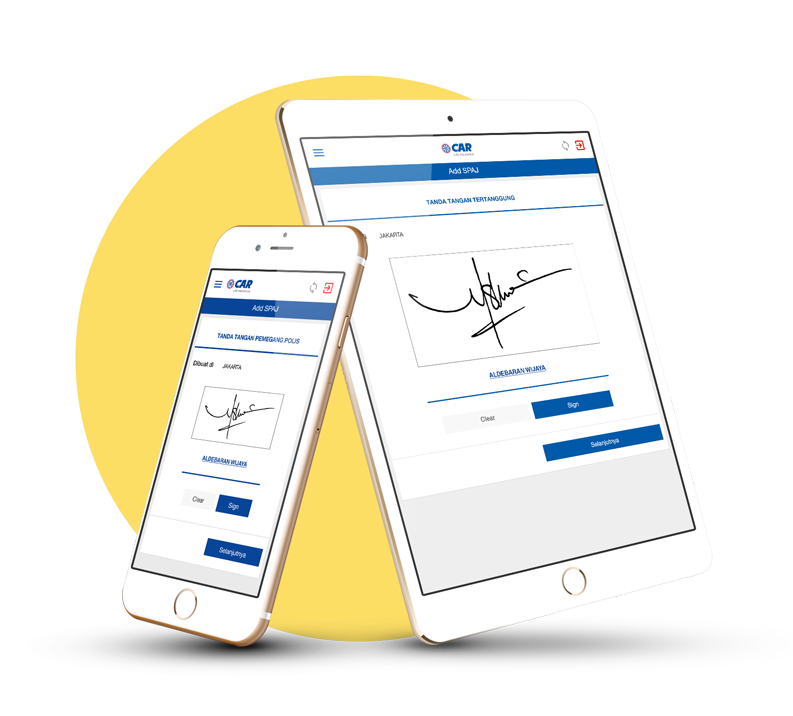 CAR
Add SPAJ
TANDA TANGAN TERTANGGUNG
JAKARTA
ALDEBARAN WIJAYA
Clear
Sign
Selanjutnya
CAR
Add SPAJ
TANDA TANGAN PEMEGANG POLIS
Dibuat di JAKARTA
ALDEBARAN WIJAYA
Clear
Sign
Selanjutnya